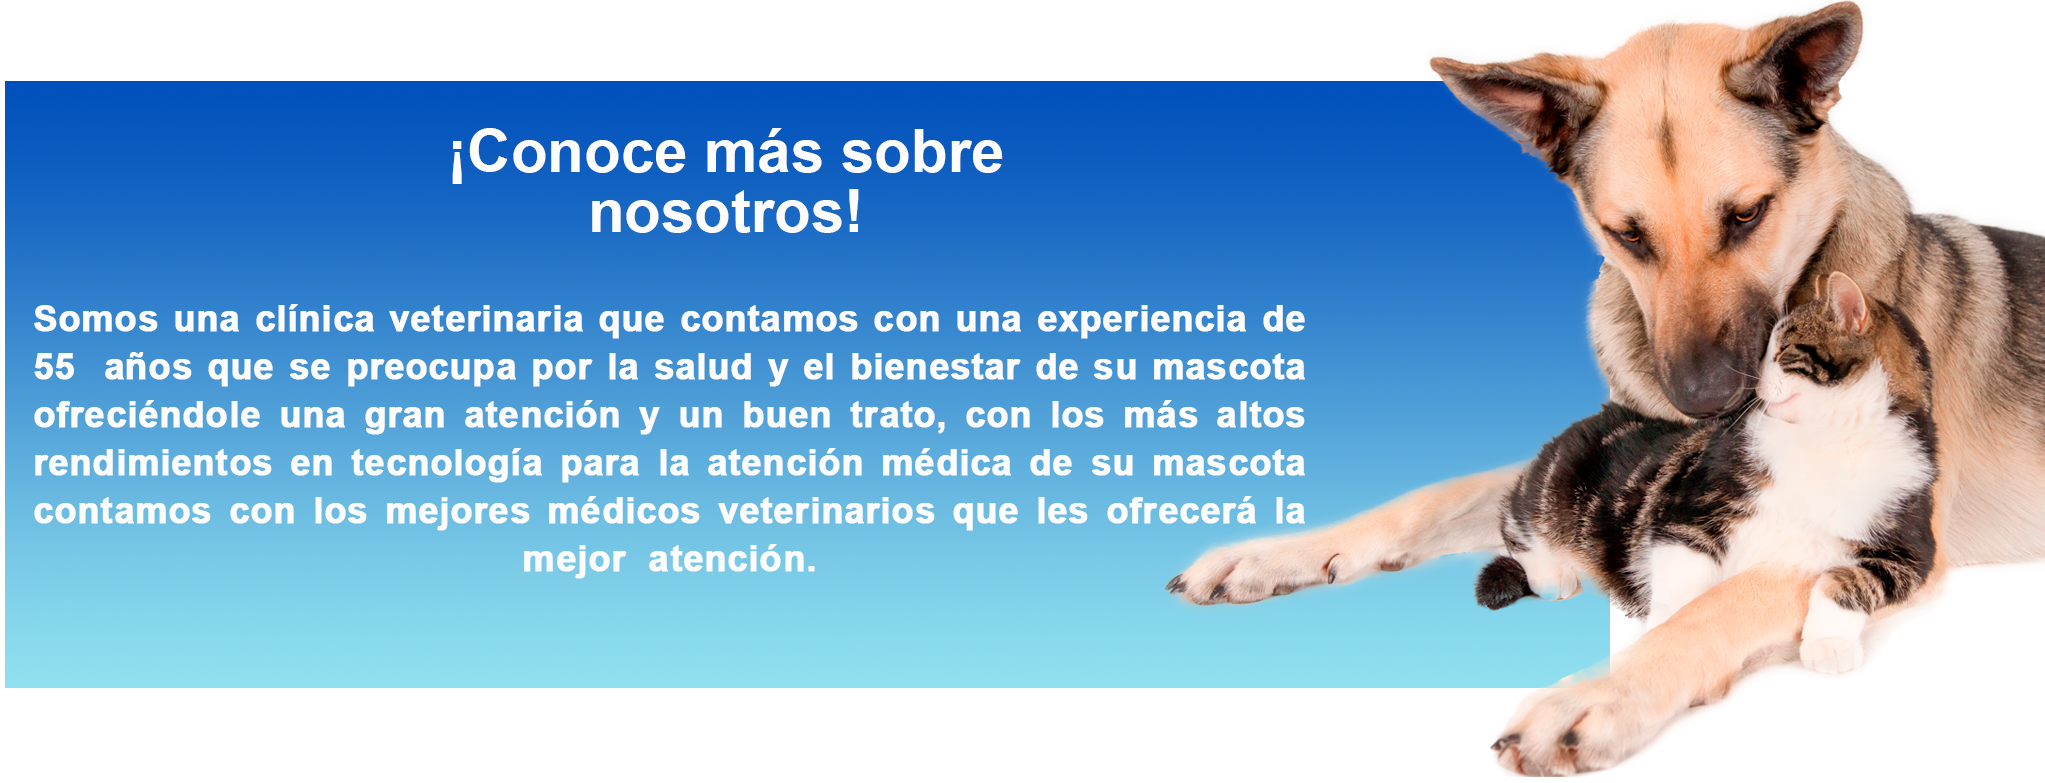 ¡Conoce más sobre
nosotros!
Somos una clínica veterinaria que contamos con una experiencia de
55 años que se preocupa por la salud y el bienestar de su mascota
ofreciéndole una gran atención y un buen trato, con los más altos
rendimientos en tecnología para la atención médica de su mascota
contamos con los mejores médicos veterinarios que les ofrecerá la
mejor atención.